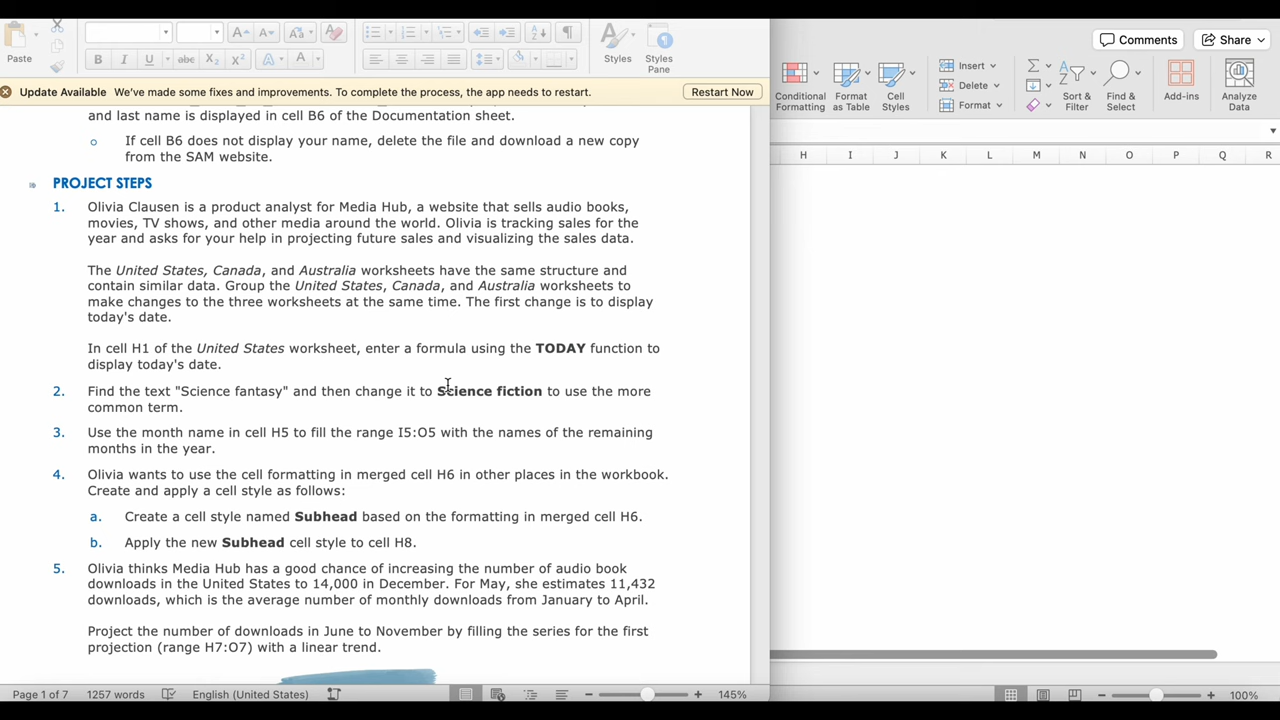 Comments
Share
Paste
Styles
Styles Pane
Conditional Formatting
Format as Table
Cell Styles
Insert
Delete
Format
Sort & Filter
Find & Select
Add-ins
Analyze Data
Update Available We've made some fixes and improvements. To complete the process, the app needs to restart.
Restart Now
H I J K L M N O P Q R
and last name is displayed in cell B6 of the Documentation sheet.
o If cell B6 does not display your name, delete the file and download a new copy
from the SAM website.
PROJECT STEPS
1. Olivia Clausen is a product analyst for Media Hub, a website that sells audio books,
movies, TV shows, and other media around the world. Olivia is tracking sales for the
year and asks for your help in projecting future sales and visualizing the sales data.
The United States, Canada, and Australia worksheets have the same structure and
contain similar data. Group the United States, Canada, and Australia worksheets to
make changes to the three worksheets at the same time. The first change is to display
today's date.
In cell H1 of the United States worksheet, enter a formula using the TODAY function to
display today's date.
2. Find the text "Science fantasy" and then change it to Science fiction to use the more
common term.
3. Use the month name in cell H5 to fill the range I5:O5 with the names of the remaining
months in the year.
4. Olivia wants to use the cell formatting in merged cell H6 in other places in the workbook.
Create and apply a cell style as follows:
a. Create a cell style named Subhead based on the formatting in merged cell H6.
b. Apply the new Subhead cell style to cell H8.
5. Olivia thinks Media Hub has a good chance of increasing the number of audio book
downloads in the United States to 14,000 in December. For May, she estimates 11,432
downloads, which is the average number of monthly downloads from January to April.
Project the number of downloads in June to November by filling the series for the first
projection (range H7:O7) with a linear trend.
Page 1 of 7 1257 words English (United States) 145%
100%